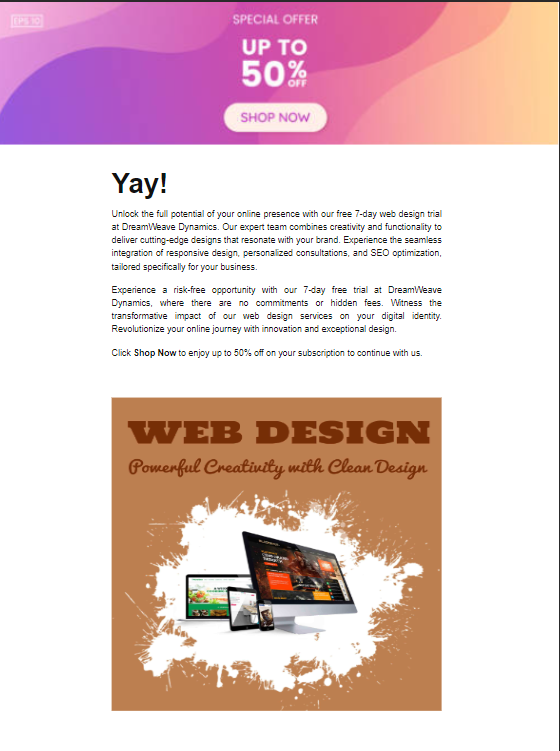 EPS 10
SPECIAL OFFER
UP TO
50% OFF
SHOP NOW
Yay!
Unlock the full potential of your online presence with our free 7-day web design trial
at DreamWeave Dynamics. Our expert team combines creativity and functionality to
deliver cutting-edge designs that resonate with your brand. Experience the seamless
integration of responsive design, personalized consultations, and SEO optimization,
tailored specifically for your business.
Experience a risk-free opportunity with our 7-day free trial at DreamWeave
Dynamics, where there are no commitments or hidden fees. Witness the
transformative impact of our web design services on your digital identity.
Revolutionize your online journey with innovation and exceptional design.
Click Shop Now to enjoy up to 50% off on your subscription to continue with us.
WEB DESIGN
Powerful Creativity with Clean Design